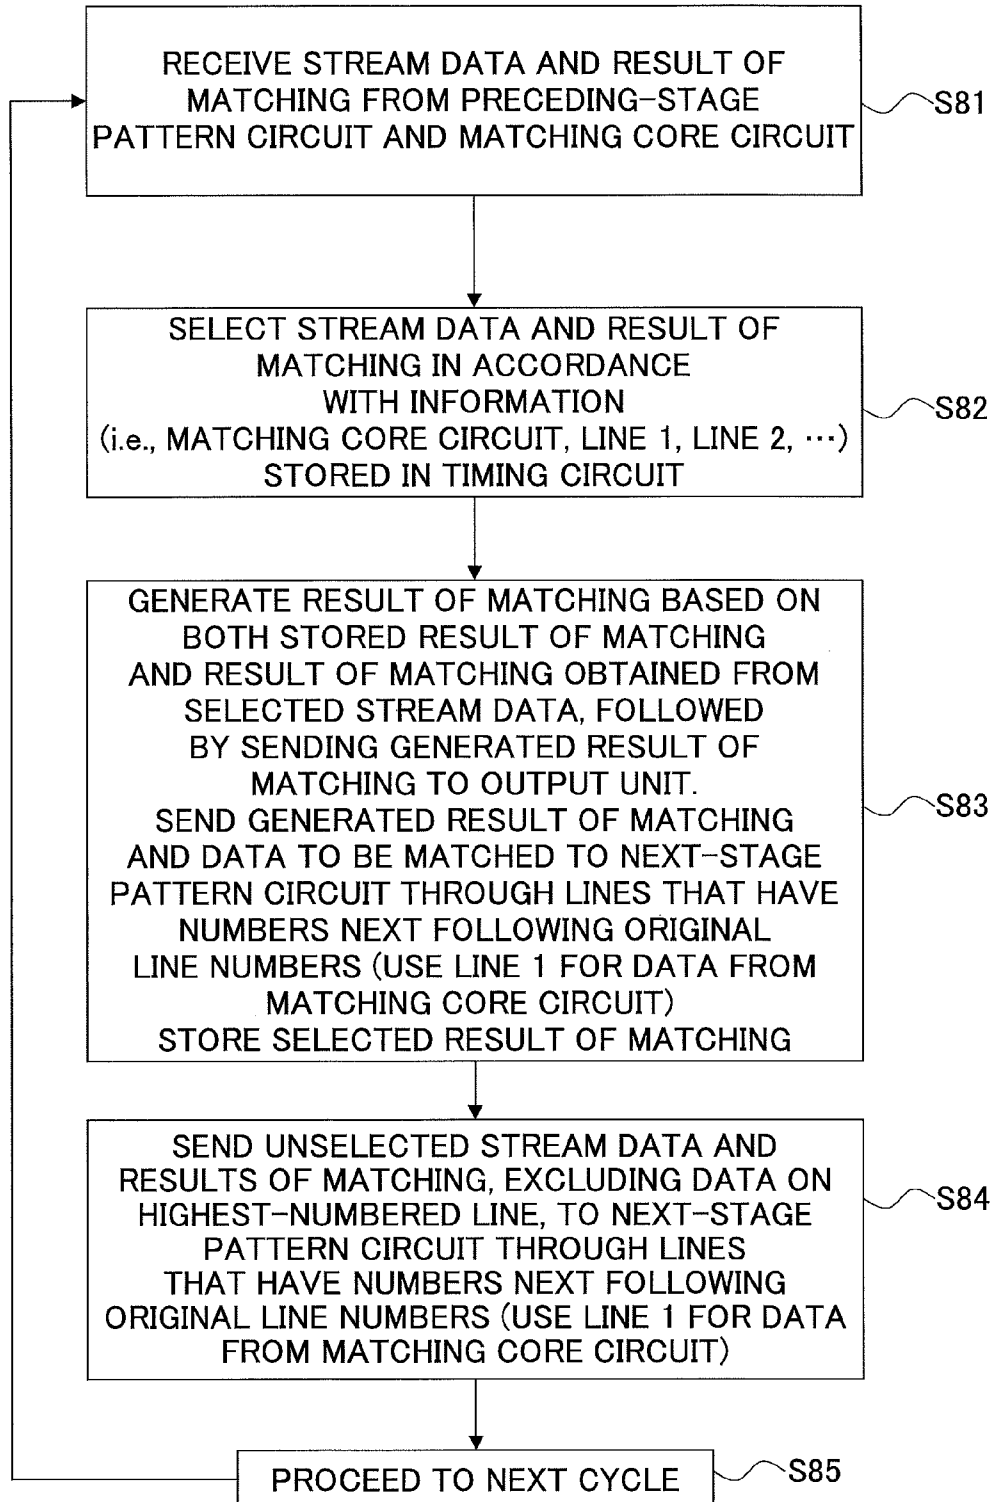 RECEIVE STREAM DATA AND RESULT OF
MATCHING FROM PRECEDING-STAGE
PATTERN CIRCUIT AND MATCHING CORE CIRCUIT
S81
SELECT STREAM DATA AND RESULT OF
MATCHING IN ACCORDANCE
WITH INFORMATION
(i.e., MATCHING CORE CIRCUIT, LINE 1, LINE 2, ···)
STORED IN TIMING CIRCUIT
S82
GENERATE RESULT OF MATCHING BASED ON
BOTH STORED RESULT OF MATCHING
AND RESULT OF MATCHING OBTAINED FROM
SELECTED STREAM DATA, FOLLOWED
BY SENDING GENERATED RESULT OF
MATCHING TO OUTPUT UNIT.
SEND GENERATED RESULT OF MATCHING
AND DATA TO BE MATCHED TO NEXT-STAGE
PATTERN CIRCUIT THROUGH LINES THAT HAVE
NUMBERS NEXT FOLLOWING ORIGINAL
LINE NUMBERS (USE LINE 1 FOR DATA FROM
MATCHING CORE CIRCUIT)
STORE SELECTED RESULT OF MATCHING
S83
SEND UNSELECTED STREAM DATA AND
RESULTS OF MATCHING, EXCLUDING DATA ON
HIGHEST-NUMBERED LINE, TO NEXT-STAGE
PATTERN CIRCUIT THROUGH LINES
THAT HAVE NUMBERS NEXT FOLLOWING
ORIGINAL LINE NUMBERS (USE LINE 1 FOR DATA
FROM MATCHING CORE CIRCUIT)
S84
PROCEED TO NEXT CYCLE
S85